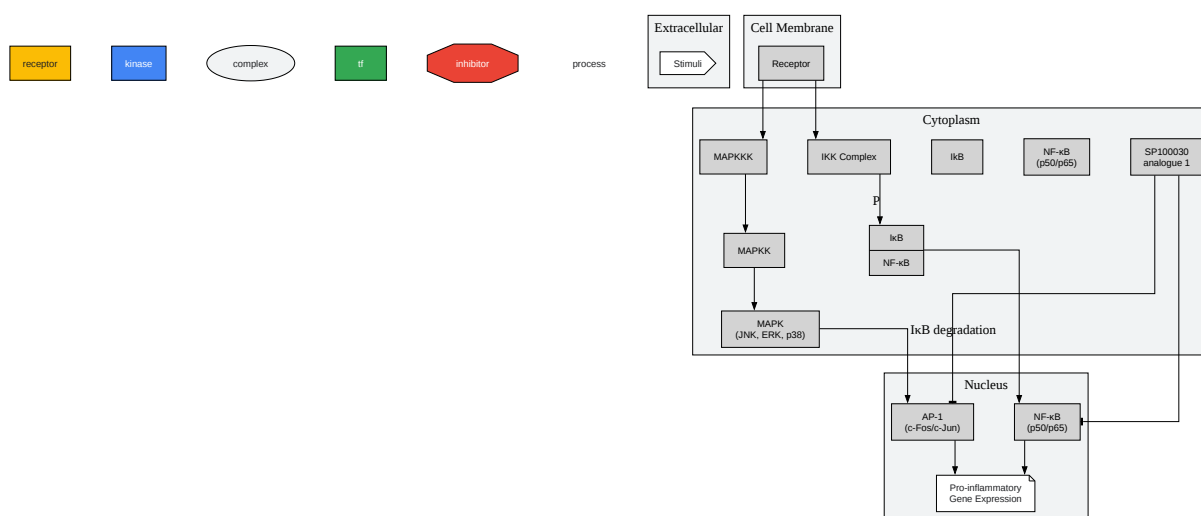 receptor
kinase
complex
tf
inhibitor
process
Extracellular
Stimuli
Cell Membrane
Receptor
Cytoplasm
MAPKKK
IKK Complex
IkB
NF-κB
(p50/p65)
SP100030
analogue 1
P
IκB
NF-κB
MAPKK
MAPK
(JNK, ERK, p38)
IκB degradation
Nucleus
AP-1
(c-Fos/c-Jun)
NF-κB
(p50/p65)
Pro-inflammatory
Gene Expression